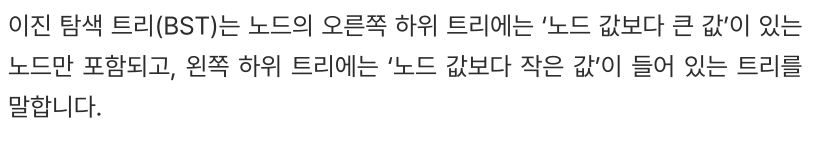 이진 탐색 트리(BST)는 노드의 오른쪽 하위 트리에는 ‘노드 값보다 큰 값’이 있는
노드만 포함되고, 왼쪽 하위 트리에는 ‘노드 값보다 작은 값’이 들어 있는 트리를
말합니다.